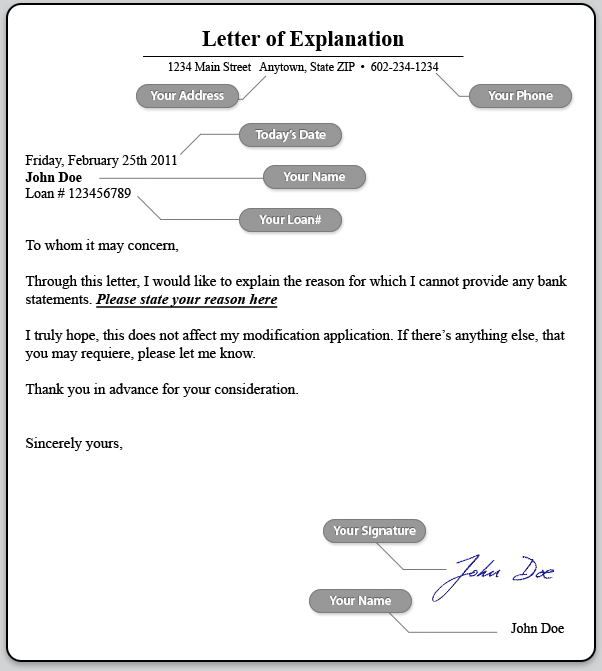 Letter of Explanation
1234 Main Street Anytown, State ZIP • 602-234-1234
Your Address
Your Phone
Today's Date
Friday, February 25th 2011
John Doe
Your Name
Loan # 123456789
Your Loan#
To whom it may concern,
Through this letter, I would like to explain the reason for which I cannot provide any bank
statements. Please state your reason here
I truly hope, this does not affect my modification application. If there's anything else, that
you may requiere, please let me know.
Thank you in advance for your consideration.
Sincerely yours,
Your Signature
John Doe
Your Name
John Doe